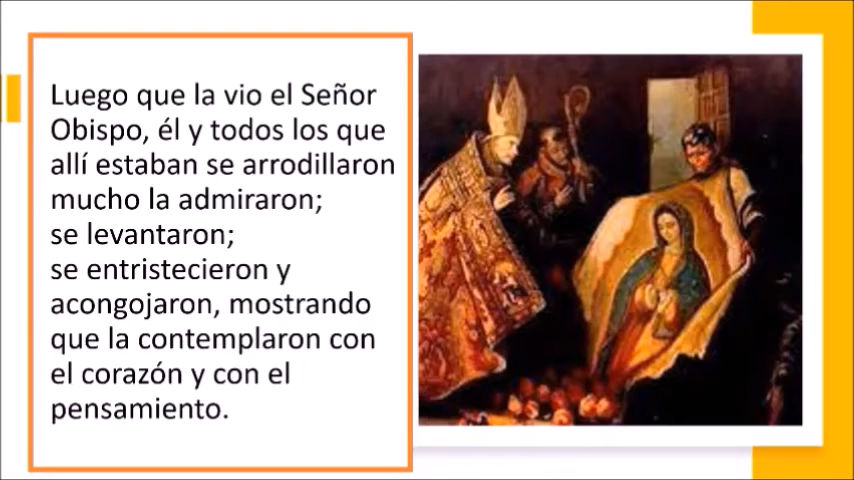 Luego que la vio el Señor
Obispo, él y todos los que
allí estaban se arrodillaron
mucho la admiraron;
se levantaron;
se entristecieron y
acongojaron, mostrando
que la contemplaron con
el corazón y con el
pensamiento.